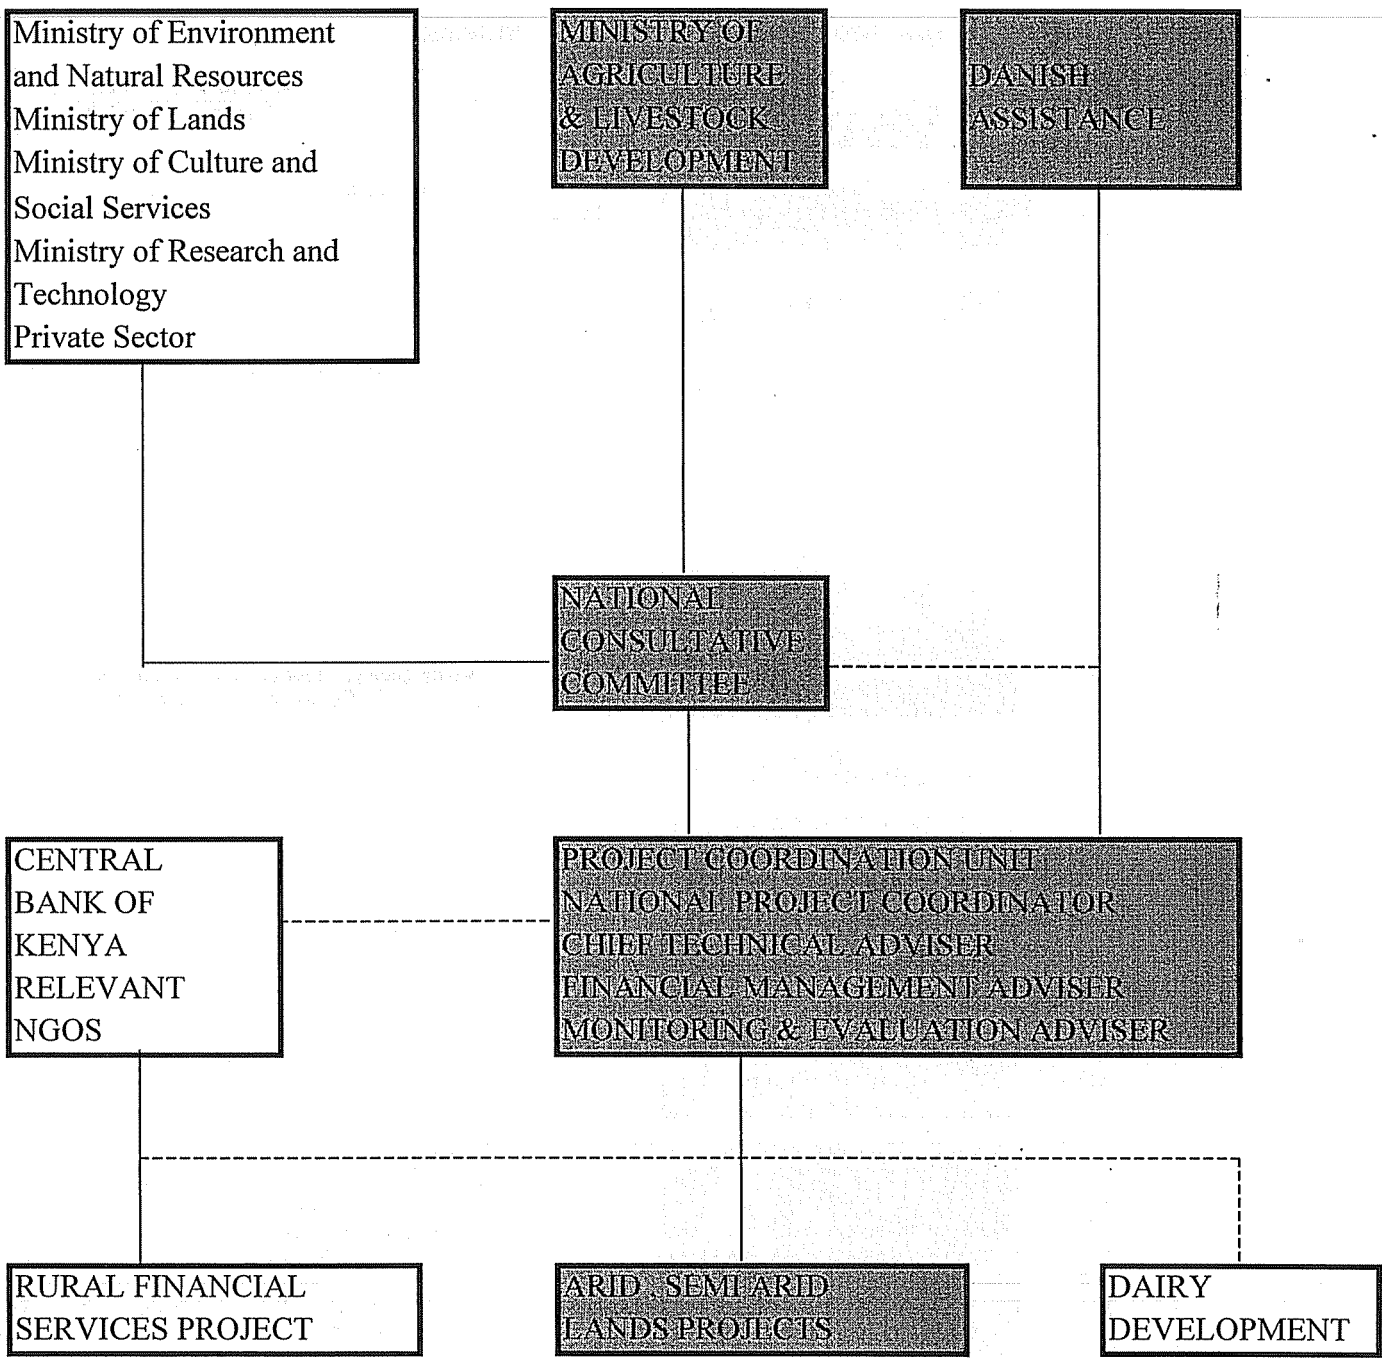 Ministry of Environment
and Natural Resources
Ministry of Lands
Ministry of Culture and
Social Services
Ministry of Research and
Technology
Private Sector
MINISTRY OF
AGRICULTURE
& LIVESTOCK
DEVELOPMENT
DANISH
ASSISTANCE
NATIONAL
CONSULTATIVE
COMMITTEE
CENTRAL
BANK OF
KENYA
RELEVANT
NGOS
PROJECT COORDINATION UNIT
NATIONAL PROJECT COORDINATOR
CHIEF TECHNICAL ADVISER
FINANCIAL MANAGEMENT ADVISER
MONITORING & EVALUATION ADVISER
RURAL FINANCIAL
SERVICES PROJECT
ARID , SEMI ARID
LANDS PROJECTS
DAIRY
DEVELOPMENT